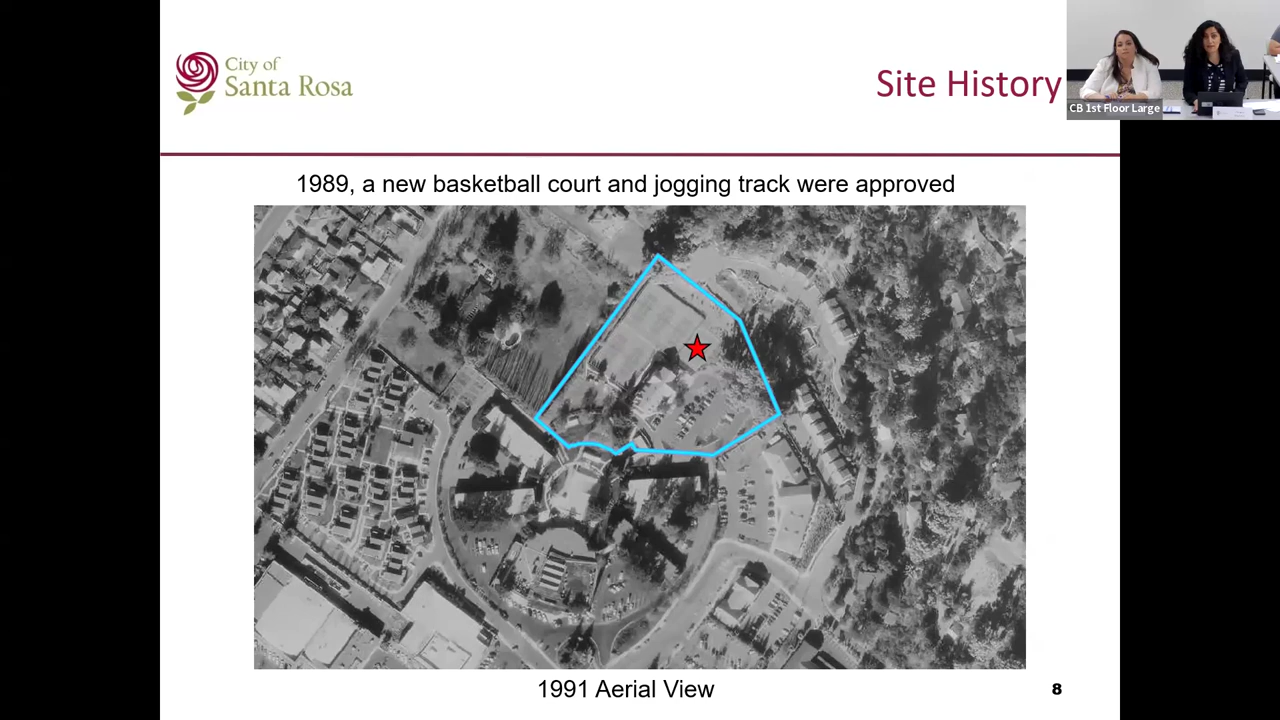 City of
Santa Rosa
Site History
CB 1st Floor Large
1989, a new basketball court and jogging track were approved
1991 Aerial View
8